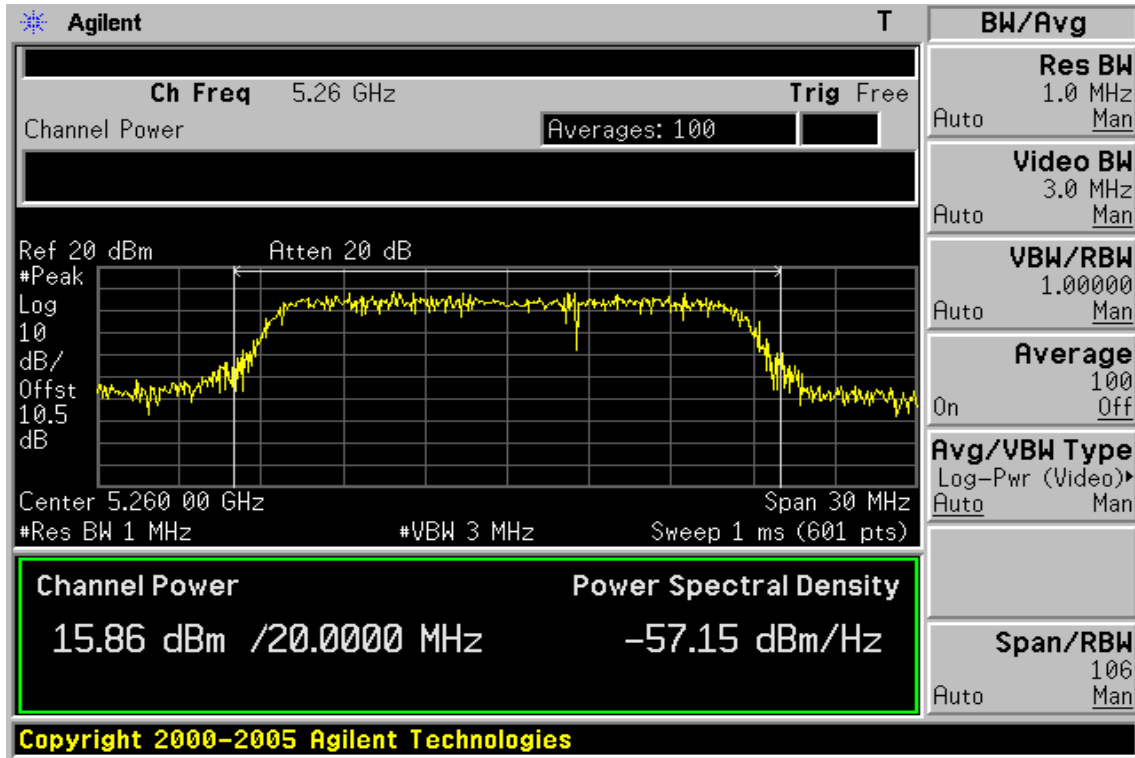 Agilent T
Ch Freq 5.26 GHz Trig Free
Channel Power Averages: 100
Ref 20 dBm Atten 20 dB
#Peak
Log
10
dB/
Offst
10.5
dB
Center 5.260 00 GHz Span 30 MHz
#Res BW 1 MHz #VBW 3 MHz Sweep 1 ms (601 pts)
Channel Power Power Spectral Density
15.86 dBm /20.0000 MHz -57.15 dBm/Hz
Copyright 2000-2005 Agilent Technologies
BW/Avg
Res BW
1.0 MHz
Auto Man
Video BW
3.0 MHz
Auto Man
VBW/RBW
1.00000
Auto Man
Average
100
On Off
Avg/VBW Type
Log-Pwr (Video)
Auto Man
Span/RBW
106
Auto Man